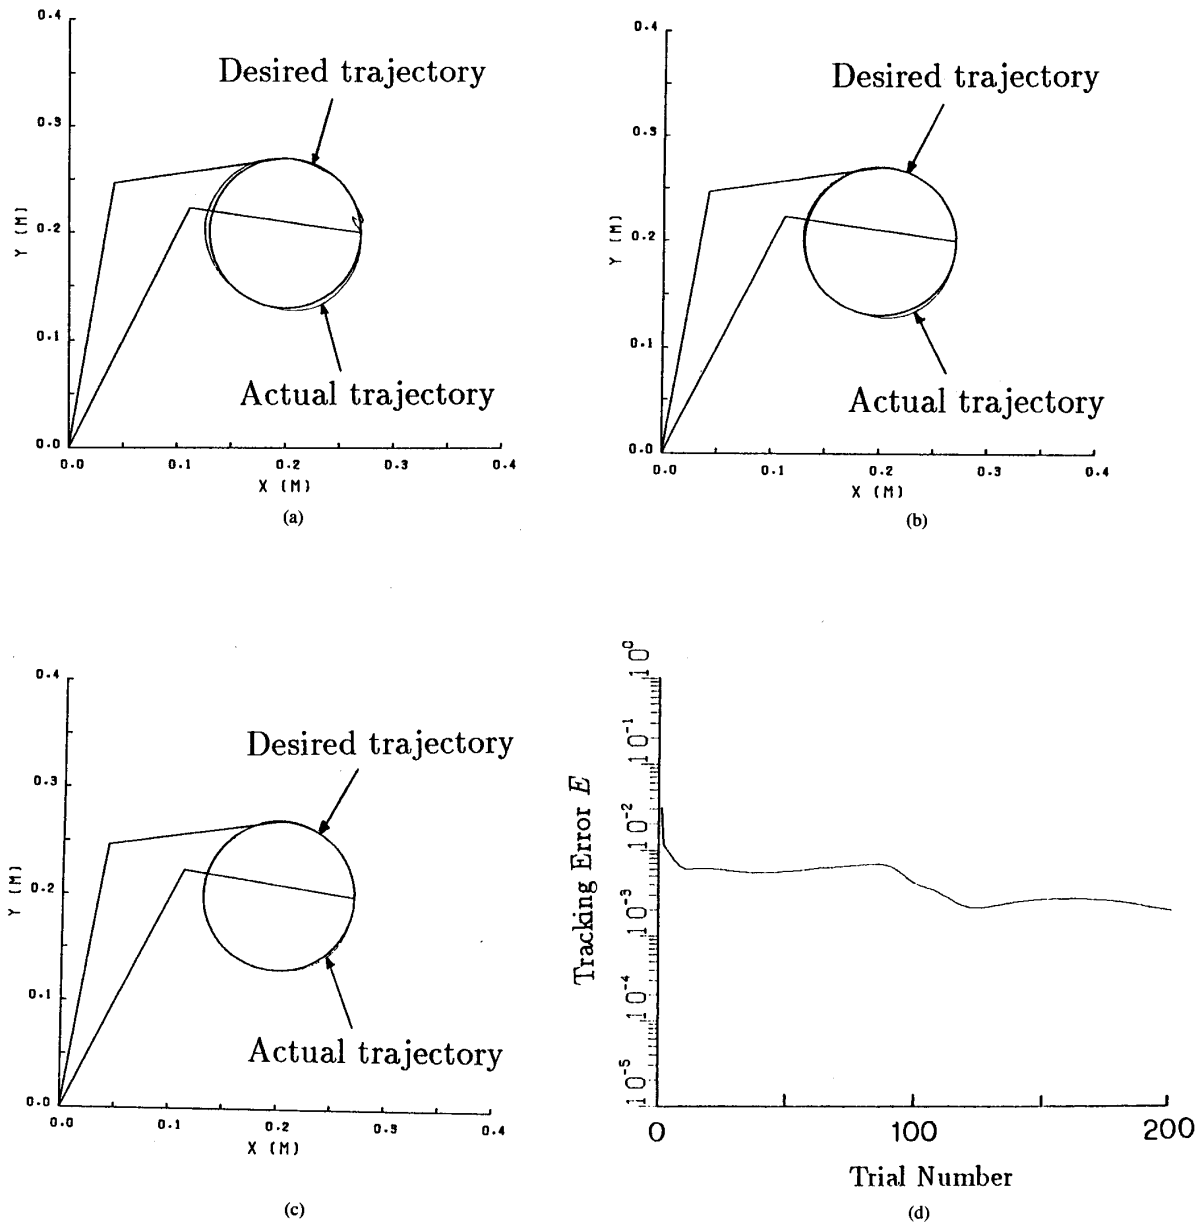 0.4
0.3
0.2
0.1
0.0
Y (M)
0.0 0.1 0.2 0.3 0.4
X (M)
Desired trajectory
Actual trajectory
(a)
0.4
0.3
0.2
0.1
0.0
Y (M)
0.0 0.1 0.2 0.3 0.4
X (M)
Desired trajectory
Actual trajectory
(b)
0.4
0.3
0.2
0.1
0.0
Y (M)
0.0 0.1 0.2 0.3 0.4
X (M)
Desired trajectory
Actual trajectory
(c)
10^0
10^-1
10^-2
10^-3
10^-4
10^-5
Tracking Error E
0 100 200
Trial Number
(d)